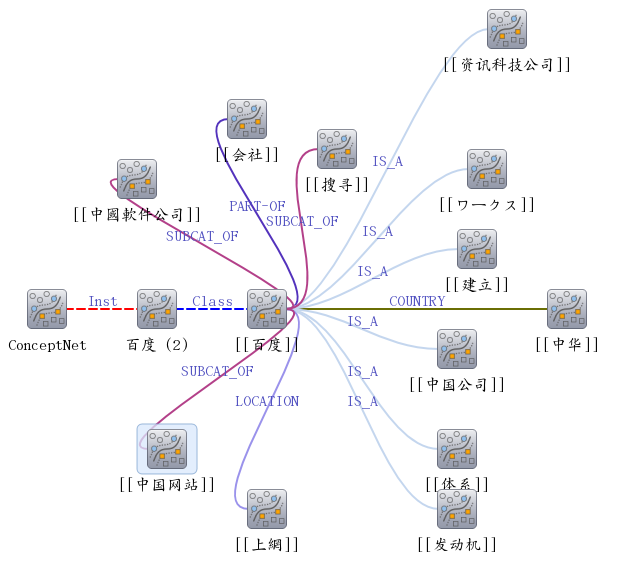 [[资讯科技公司]]
IS_A
[[会社]]
[[搜寻]]
[[ワークス]]
[[中國軟件公司]]
PART-OF
SUBCAT_OF
SUBCAT_OF
IS_A
IS_A
[[建立]]
Inst
Class
COUNTRY
ConceptNet
百度 (2)
[[百度]]
IS_A
[[中华]]
SUBCAT_OF
IS_A
[[中国公司]]
LOCATION
IS_A
[[中国网站]]
[[体系]]
[[上網]]
[[发动机]]